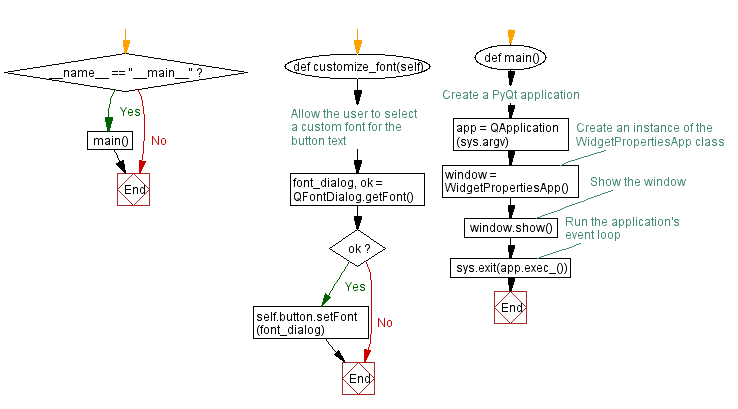 __name__ == "__main__" ?
Yes
main()
No
End
def customize_font(self)
Allow the user to select
a custom font for the
button text
font_dialog, ok =
QFontDialog.getFont()
ok ?
Yes
self.button.setFont
(font_dialog)
No
End
def main()
Create a PyQt application
app = QApplication
(sys.argv)
Create an instance of the
WidgetPropertiesApp class
window =
WidgetPropertiesApp()
Show the window
window.show()
Run the application's
event loop
sys.exit(app.exec_())
End